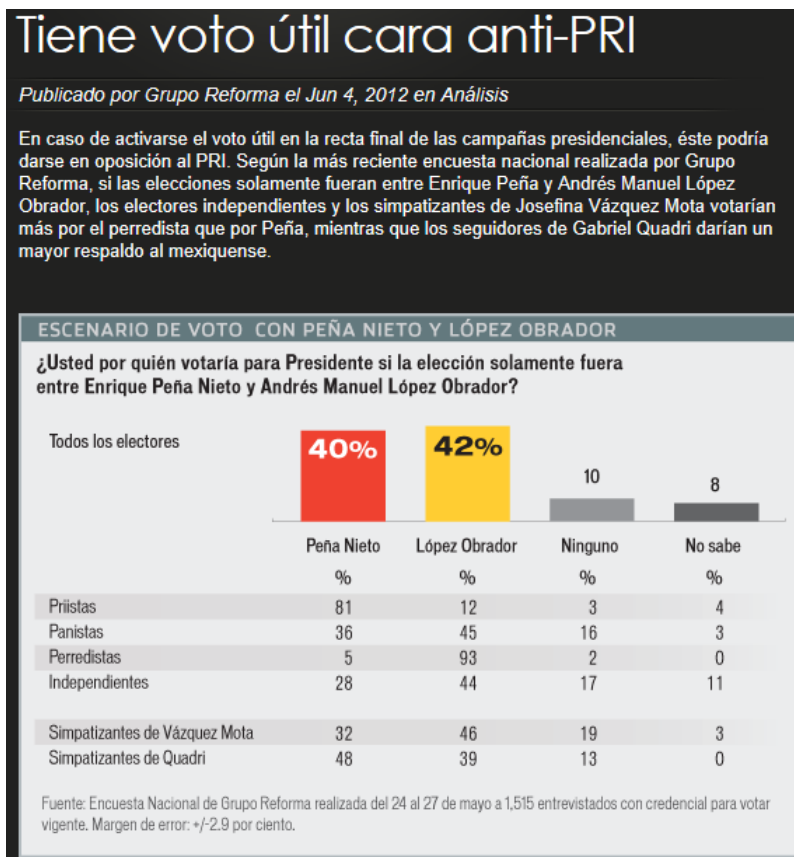 Tiene voto útil cara anti-PRI
Publicado por Grupo Reforma el Jun 4, 2012 en Análisis
En caso de activarse el voto útil en la recta final de las campañas presidenciales, éste podría
darse en oposición al PRI. Según la más reciente encuesta nacional realizada por Grupo
Reforma, si las elecciones solamente fueran entre Enrique Peña y Andrés Manuel López
Obrador, los electores independientes y los simpatizantes de Josefina Vázquez Mota votarían
más por el perredista que por Peña, mientras que los seguidores de Gabriel Quadri darían un
mayor respaldo al mexiquense.
ESCENARIO DE VOTO CON PEÑA NIETO Y LÓPEZ OBRADOR
¿Usted por quién votaría para Presidente si la elección solamente fuera
entre Enrique Peña Nieto y Andrés Manuel López Obrador?
Todos los electores 40% 42% 10 8
Peña Nieto López Obrador Ninguno No sabe
% % % %
Priistas 81 12 3 4
Panistas 36 45 16 3
Perredistas 5 93 2 0
Independientes 28 44 17 11
Simpatizantes de Vázquez Mota 32 46 19 3
Simpatizantes de Quadri 48 39 13 0
Fuente: Encuesta Nacional de Grupo Reforma realizada del 24 al 27 de mayo a 1,515 entrevistados con credencial para votar
vigente. Margen de error: +/-2.9 por ciento.